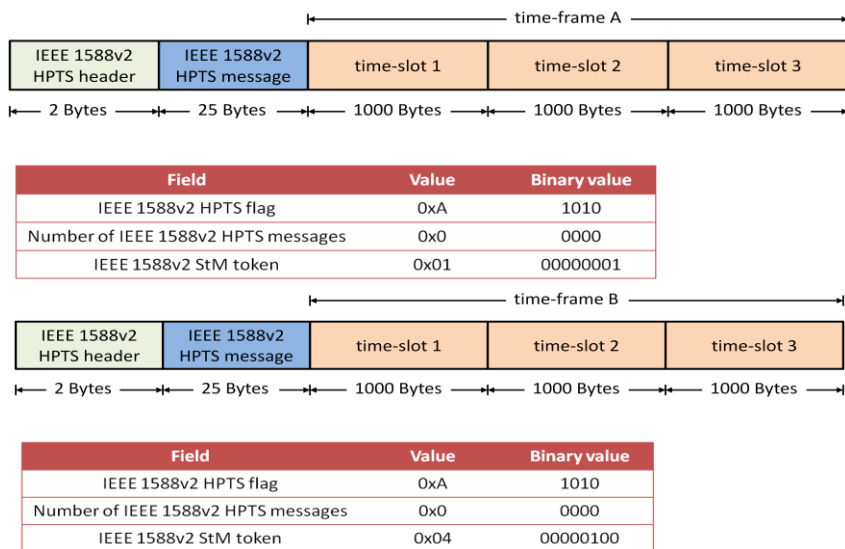 time-frame A
IEEE 1588v2 HPTS header
IEEE 1588v2 HPTS message
time-slot 1
time-slot 2
time-slot 3
2 Bytes
25 Bytes
1000 Bytes
1000 Bytes
1000 Bytes
Field Value Binary value
IEEE 1588v2 HPTS flag 0xA 1010
Number of IEEE 1588v2 HPTS messages 0x0 0000
IEEE 1588v2 StM token 0x01 00000001
time-frame B
IEEE 1588v2 HPTS header
IEEE 1588v2 HPTS message
time-slot 1
time-slot 2
time-slot 3
2 Bytes
25 Bytes
1000 Bytes
1000 Bytes
1000 Bytes
Field Value Binary value
IEEE 1588v2 HPTS flag 0xA 1010
Number of IEEE 1588v2 HPTS messages 0x0 0000
IEEE 1588v2 StM token 0x04 00000100